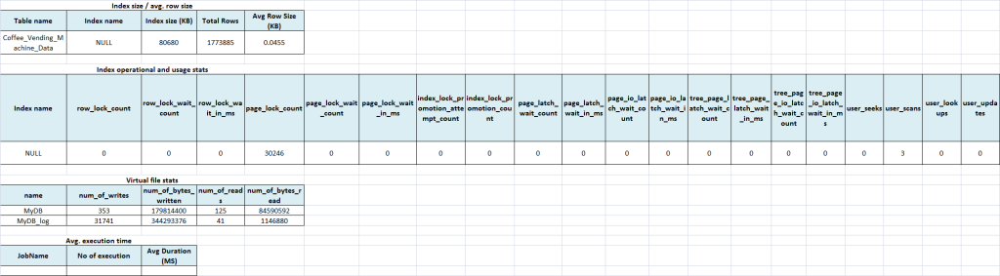 Index size / avg. row size
Table name Index name Index size (KB) Total Rows Avg Row Size (KB)
Coffee_Vending_Machine_Data NULL 80680 1773885 0.0455
Index operational and usage stats
Index name row_lock_count row_lock_wait_count row_lock_wait_in_ms page_lock_count page_lock_wait_count page_lock_wait_in_ms index_lock_promotion_attempt_count index_lock_promotion_count page_latch_wait_count page_latch_wait_in_ms page_io_latch_wait_count page_io_latch_wait_in_ms tree_page_latch_wait_count tree_page_latch_wait_in_ms tree_page_io_latch_wait_count tree_page_io_latch_wait_in_ms user_seeks user_scans user_lookups user_updates
NULL 0 0 0 30246 0 0 0 0 0 0 0 0 0 0 0 0 0 3 0 0
Virtual file stats
name num_of_writes num_of_bytes_written num_of_reads num_of_bytes_read
MyDB 353 179814400 125 84590592
MyDB_log 31741 344293376 41 1146880
Avg. execution time
JobName No of execution Avg Duration (MS)